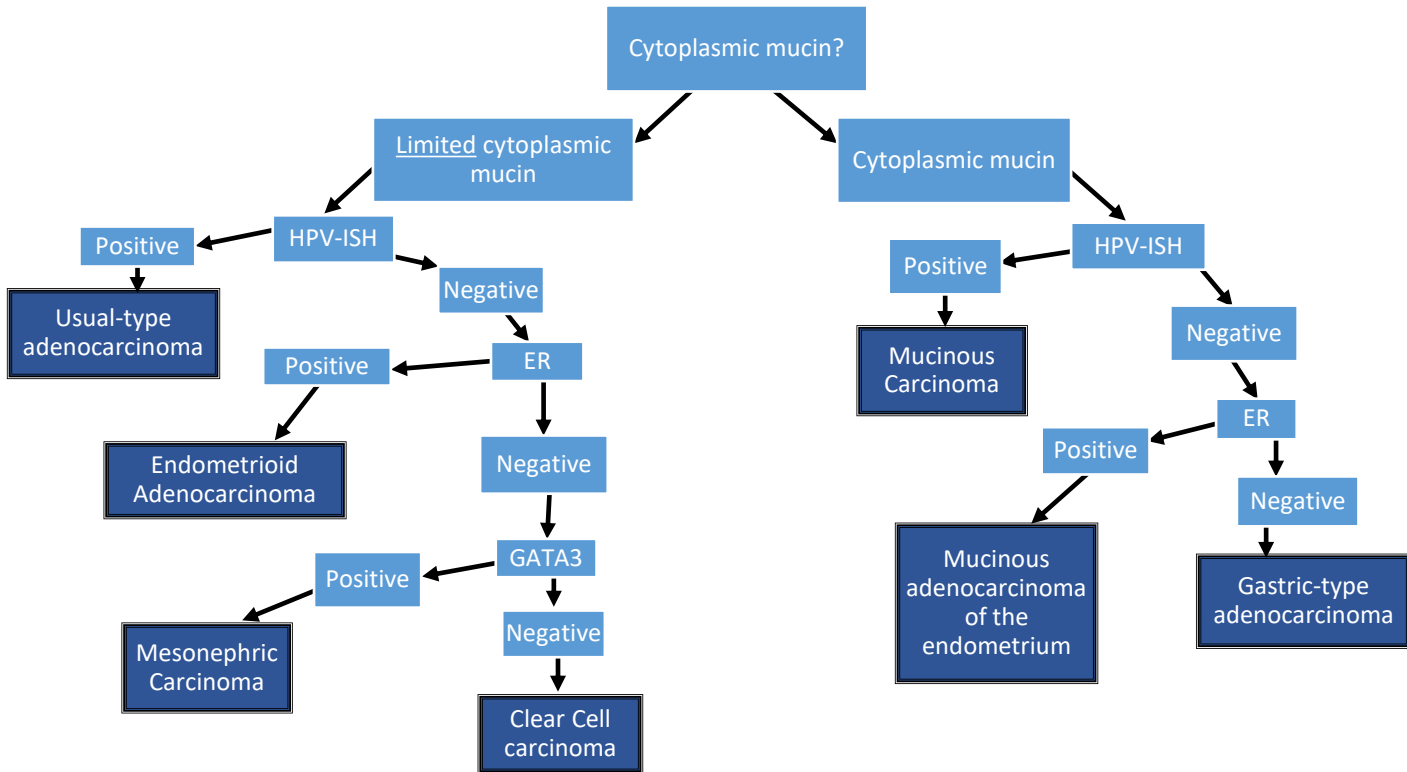 Cytoplasmic mucin?
Limited cytoplasmic
mucin
Cytoplasmic mucin
HPV-ISH
Positive
Negative
Usual-type
adenocarcinoma
ER
Positive
Endometrioid
Adenocarcinoma
Negative
GATA3
Positive
Mesonephric
Carcinoma
Negative
Clear Cell
carcinoma
HPV-ISH
Positive
Mucinous
Carcinoma
Negative
ER
Positive
Mucinous
adenocarcinoma
of the
endometrium
Negative
Gastric-type
adenocarcinoma